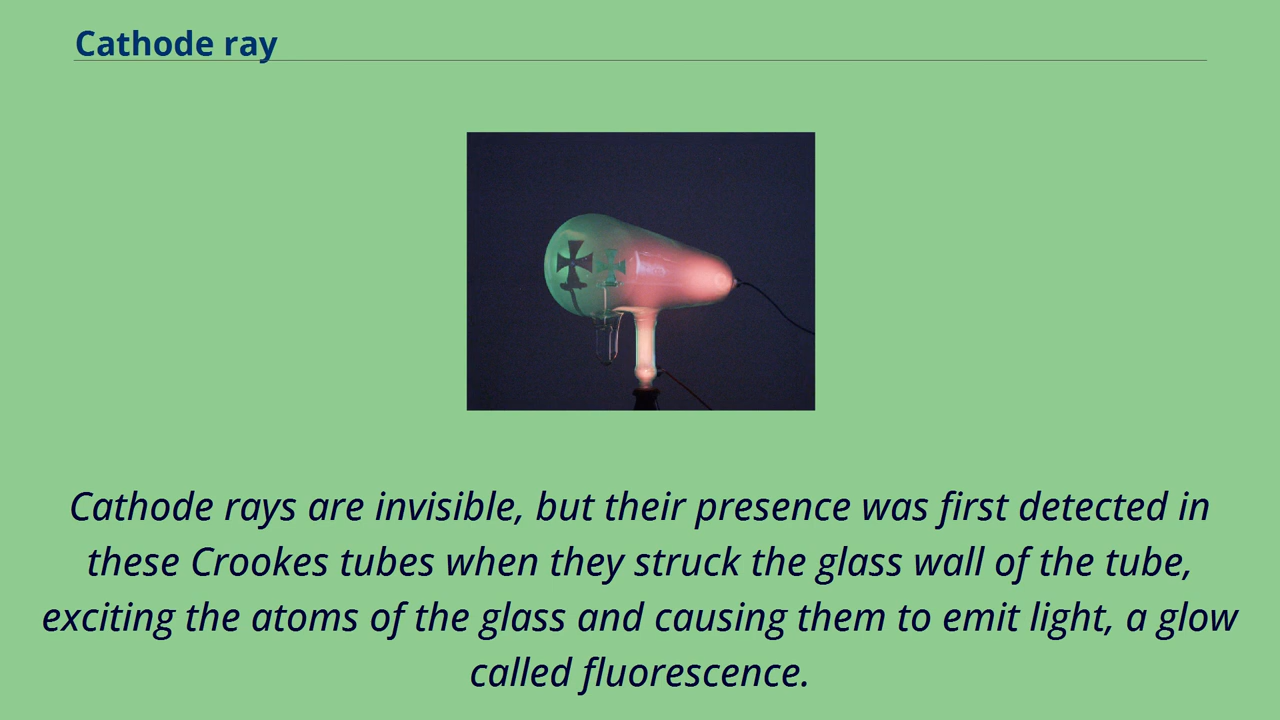 Cathode ray
Cathode rays are invisible, but their presence was first detected in
these Crookes tubes when they struck the glass wall of the tube,
exciting the atoms of the glass and causing them to emit light, a glow
called fluorescence.